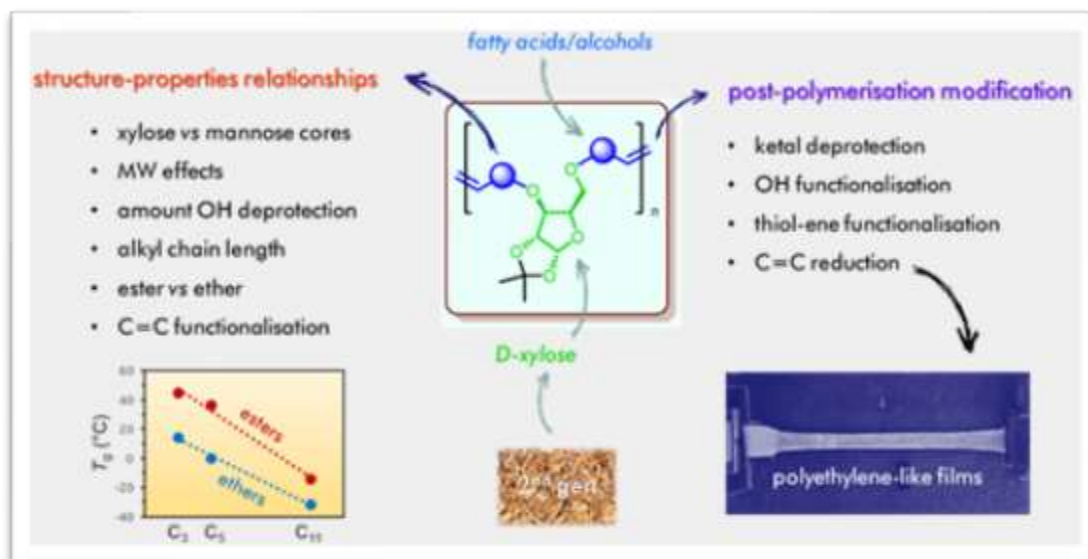 fatty acids/alcohols
structure-properties relationships
• xylose vs mannose cores
• MW effects
• amount OH deprotection
• alkyl chain length
• ester vs ether
• C=C functionalisation
post-polymerisation modification
• ketal deprotection
• OH functionalisation
• thiol-ene functionalisation
• C=C reduction
O
O
O
O
O
n
D-xylose
2nd gen
60
40
20
0
-20
-40
Tg (°C)
esters
ethers
C3 C5 C11
polyethylene-like films